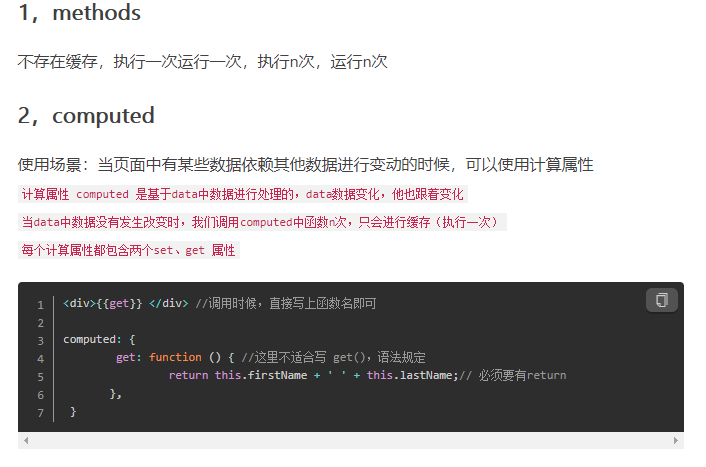 1，methods
不存在缓存，执行一次运行一次，执行n次，运行n次
2，computed
使用场景：当页面中有某些数据依赖其他数据进行变动的时候，可以使用计算属性
计算属性 computed 是基于data中数据进行处理的，data数据变化，他也跟着变化
当data中数据没有发生改变时，我们调用computed中函数n次，只会进行缓存（执行一次）
每个计算属性都包含两个set、get 属性
1 <div>{{get}} </div> //调用时候，直接写上函数名即可
2
3 computed: {
4 get: function () { //这里不适合写 get()，语法规定
5 return this.firstName + ' ' + this.lastName;// 必须要有return
6 },
7 }